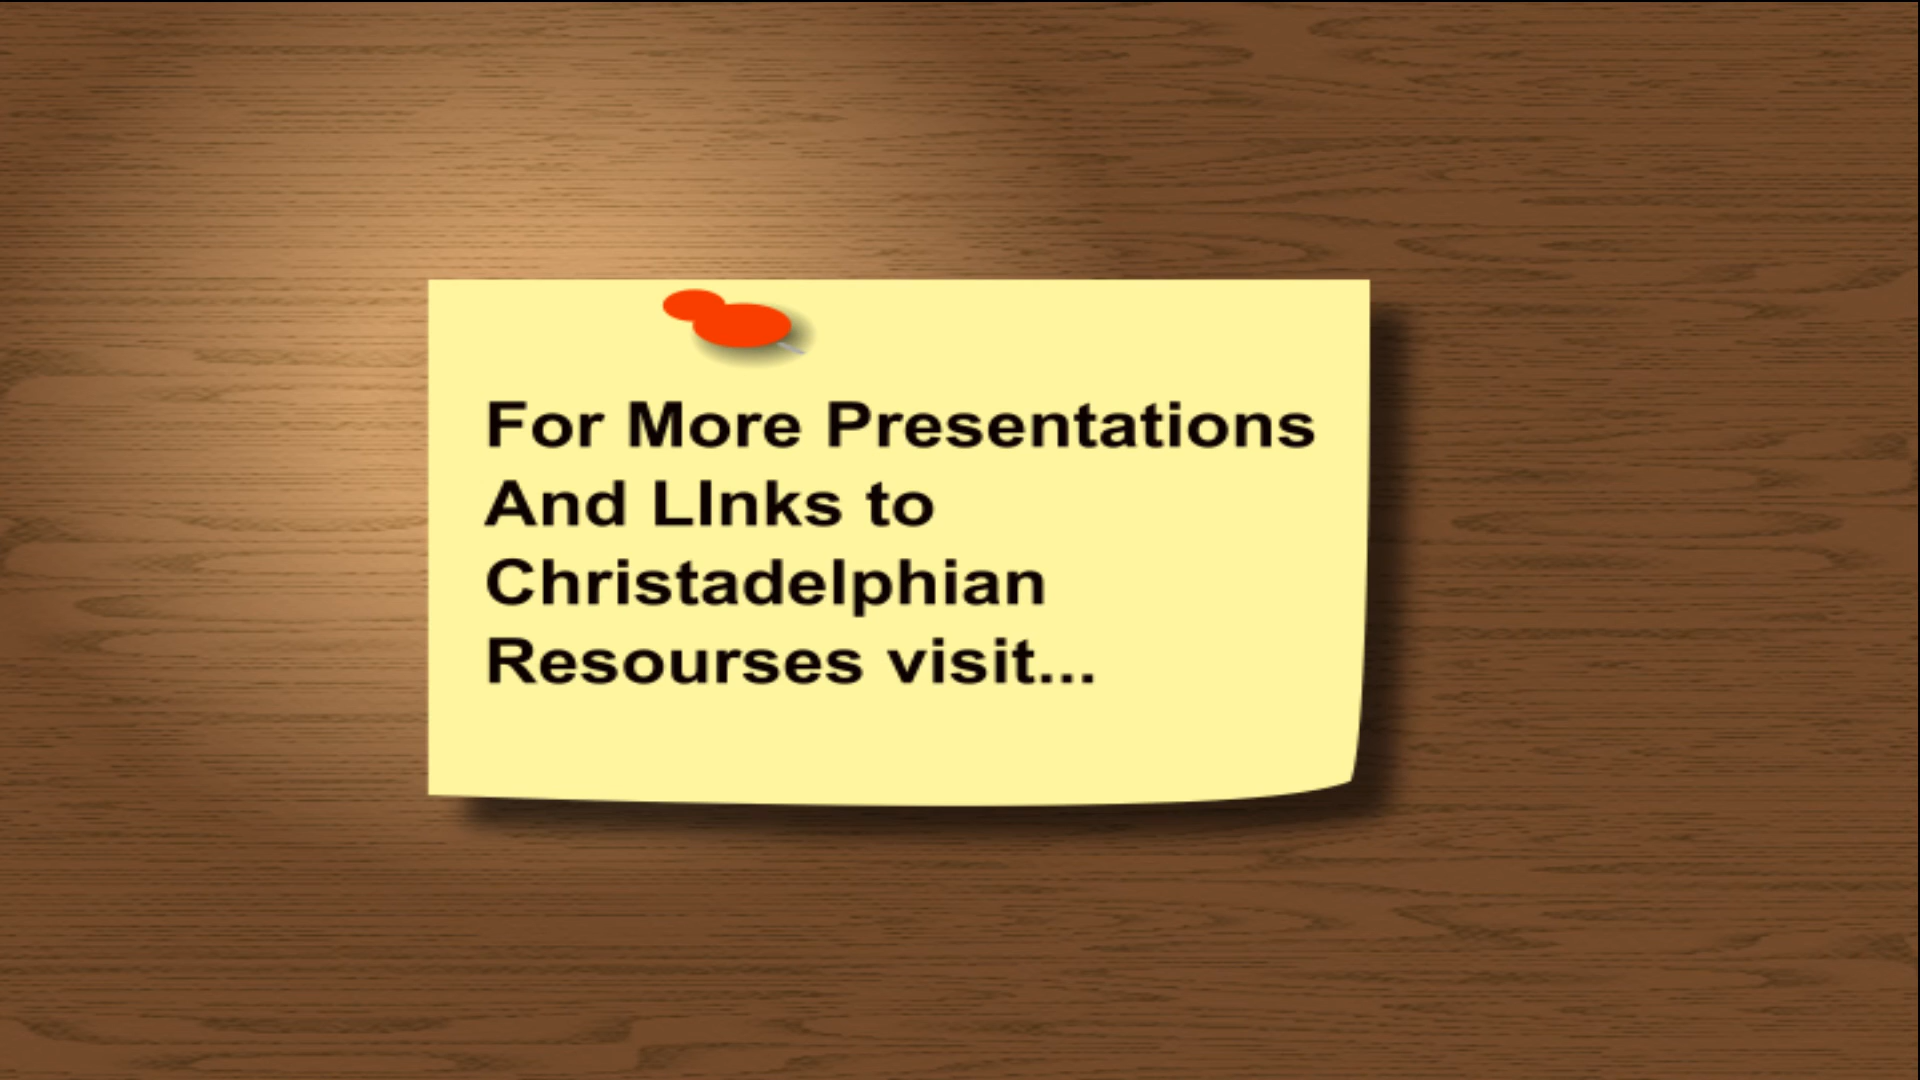 For More Presentations
And LInks to
Christadelphian
Resourses visit...